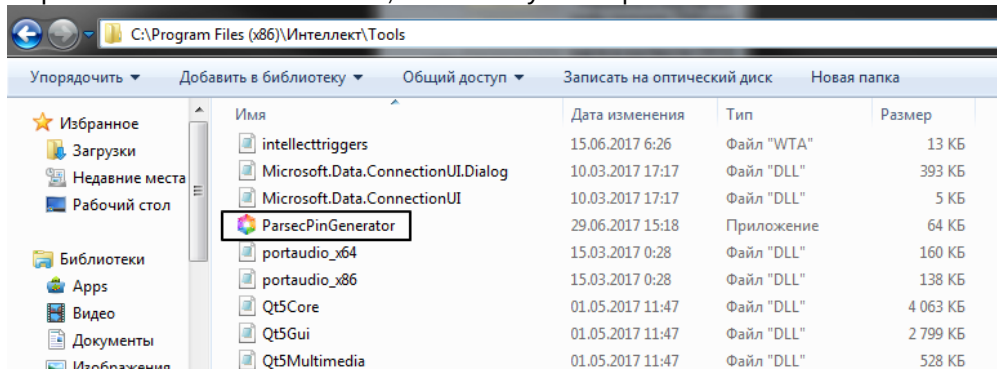 C:\Program Files (x86)\Интеллект\Tools
Упорядочить Добавить в библиотеку Общий доступ Записать на оптический диск Новая папка
Избранное
Загрузки
Недавние места
Рабочий стол
Библиотеки
Apps
Видео
Документы
Изображения
Имя Дата изменения Тип Размер
intellecttriggers 15.06.2017 6:26 Файл "WTA" 13 КБ
Microsoft.Data.ConnectionUI.Dialog 10.03.2017 17:17 Файл "DLL" 393 КБ
Microsoft.Data.ConnectionUI 10.03.2017 17:17 Файл "DLL" 5 КБ
ParsecPinGenerator 29.06.2017 15:18 Приложение 64 КБ
portaudio_x64 15.03.2017 0:28 Файл "DLL" 160 КБ
portaudio_x86 15.03.2017 0:28 Файл "DLL" 138 КБ
Qt5Core 01.05.2017 11:47 Файл "DLL" 4 063 КБ
Qt5Gui 01.05.2017 11:47 Файл "DLL" 2 799 КБ
Qt5Multimedia 01.05.2017 11:47 Файл "DLL" 528 КБ